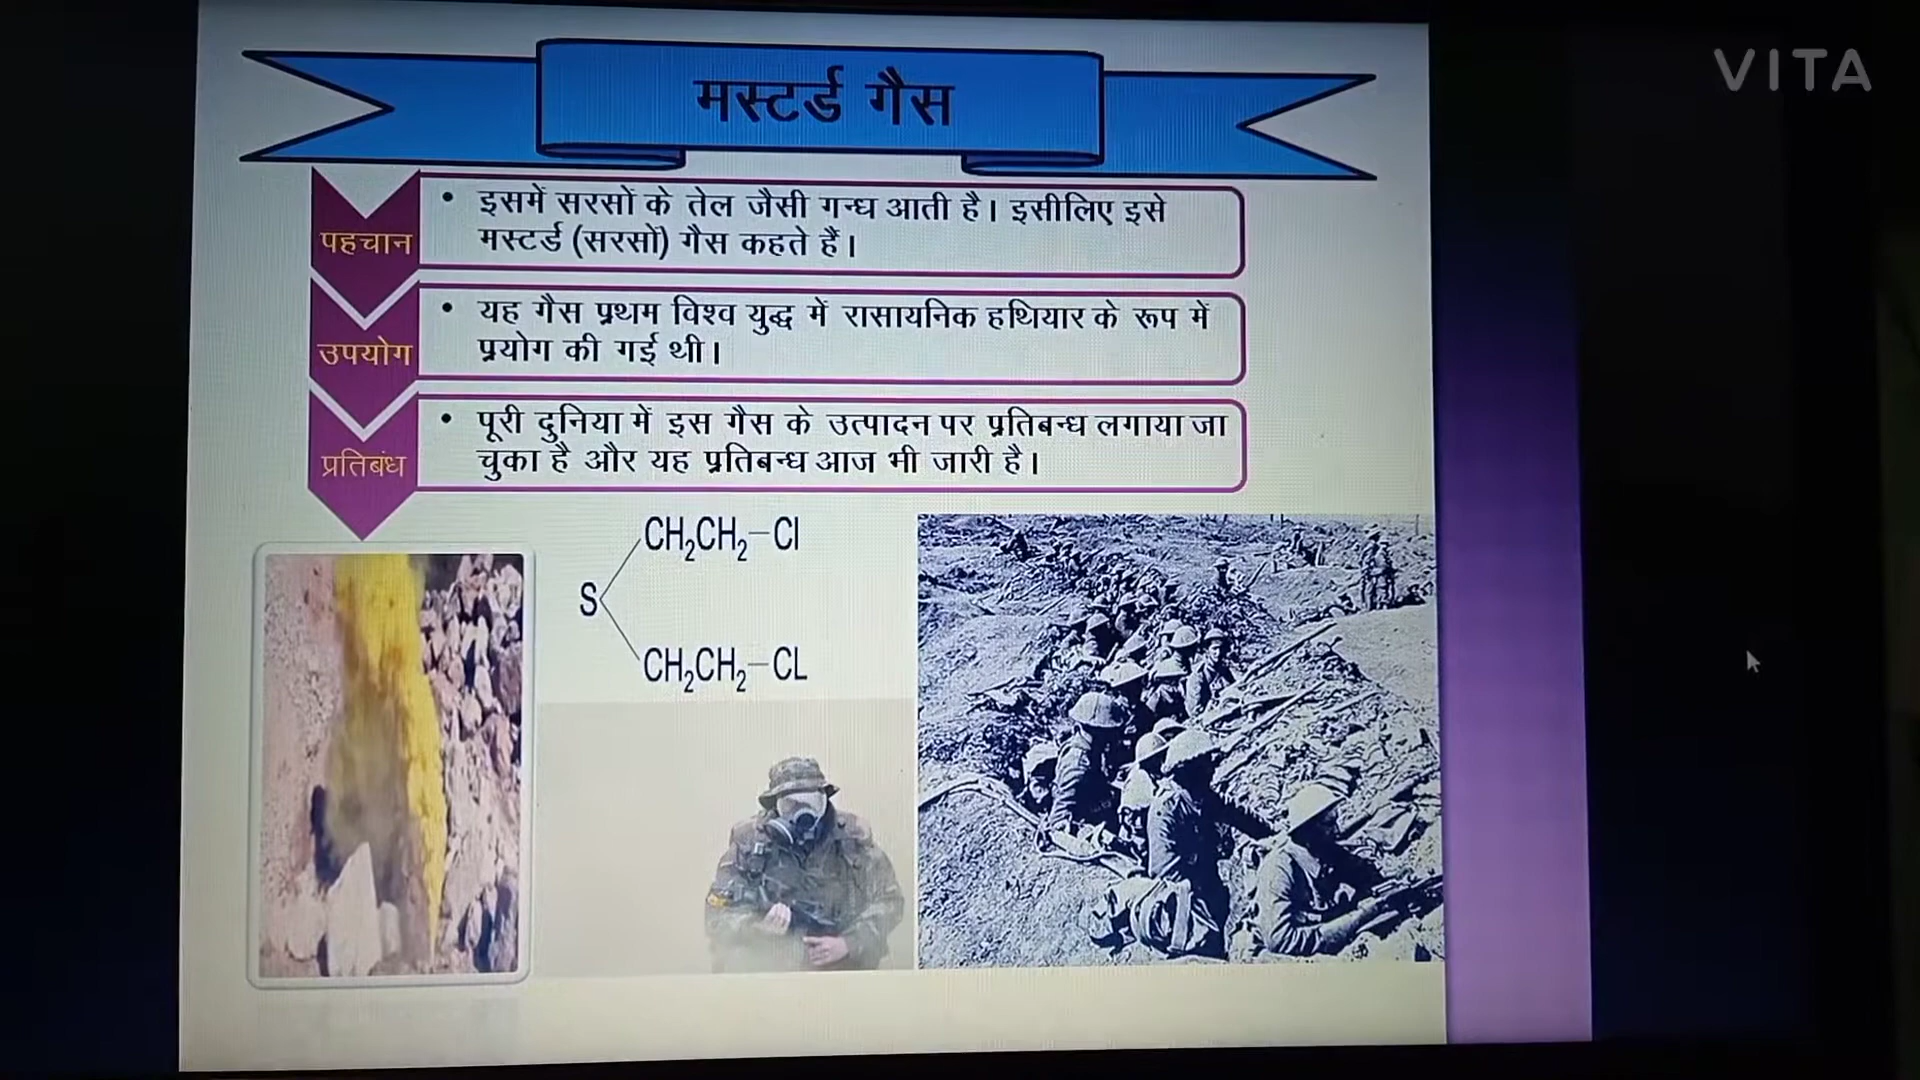 VITA
मस्टर्ड गैस
पहचान
• इसमें सरसों के तेल जैसी गन्ध आती है। इसीलिए इसे
मस्टर्ड (सरसों) गैस कहते हैं।
उपयोग
• यह गैस प्रथम विश्व युद्ध में रासायनिक हथियार के रूप में
प्रयोग की गई थी।
प्रतिबंध
• पूरी दुनिया में इस गैस के उत्पादन पर प्रतिबन्ध लगाया जा
चुका है और यह प्रतिबन्ध आज भी जारी है।
CH₂CH₂–Cl
S
CH₂CH₂–CL